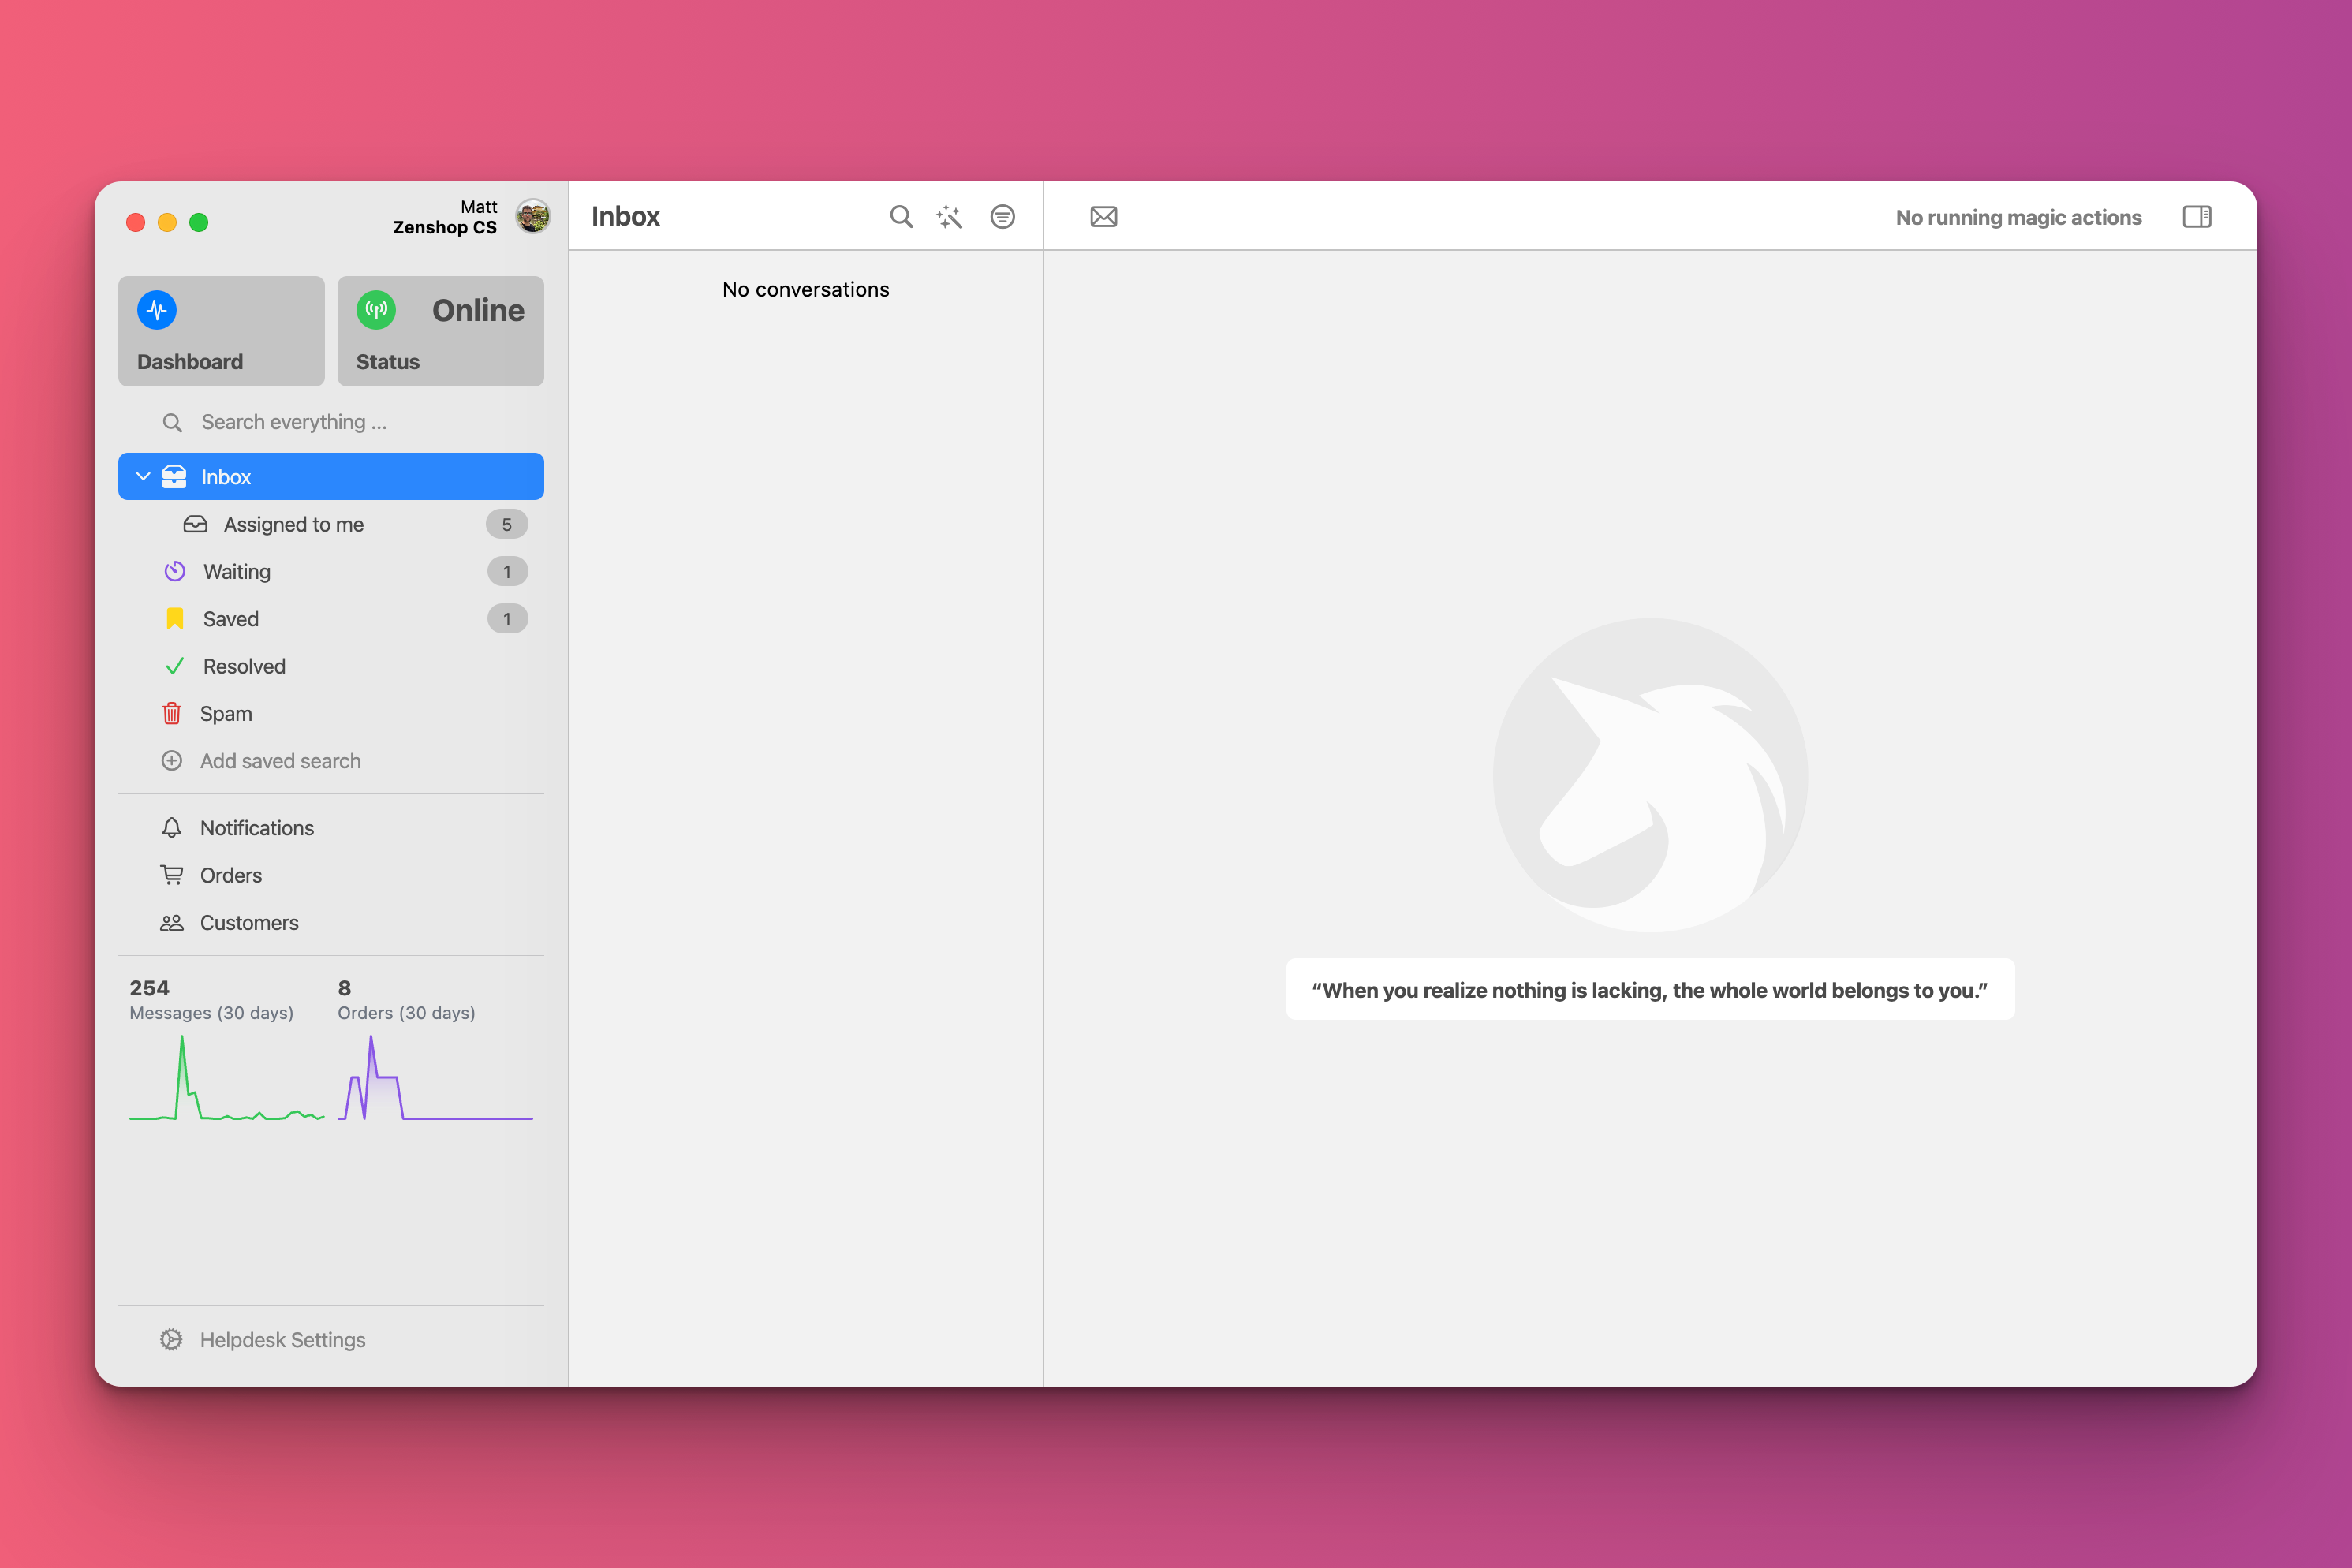 Matt
Zenshop CS
Dashboard
Online
Status
Search everything ...
Inbox
Assigned to me
5
Waiting
1
Saved
1
Resolved
Spam
Add saved search
Notifications
Orders
Customers
254
Messages (30 days)
8
Orders (30 days)
Helpdesk Settings
Inbox
No conversations
No running magic actions
“When you realize nothing is lacking, the whole world belongs to you.”